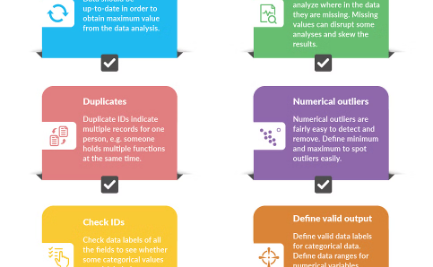 up-to-date in order to
obtain maximum value
from the data analysis.
analyze where in the data
they are missing. Missing
values can disrupt some
analyses and skew the
results.
Duplicates
Duplicate IDs indicate
multiple records for one
person, e.g. someone
holds multiple functions
at the same time.
Numerical outliers
Numerical outliers are
fairly easy to detect and
remove. Define minimum
and maximum to spot
outliers easily.
Check IDs
Check data labels of all
the fields to see whether
some categorical values
Define valid output
Define valid data labels
for categorical data.
Define data ranges for
numerical variables.